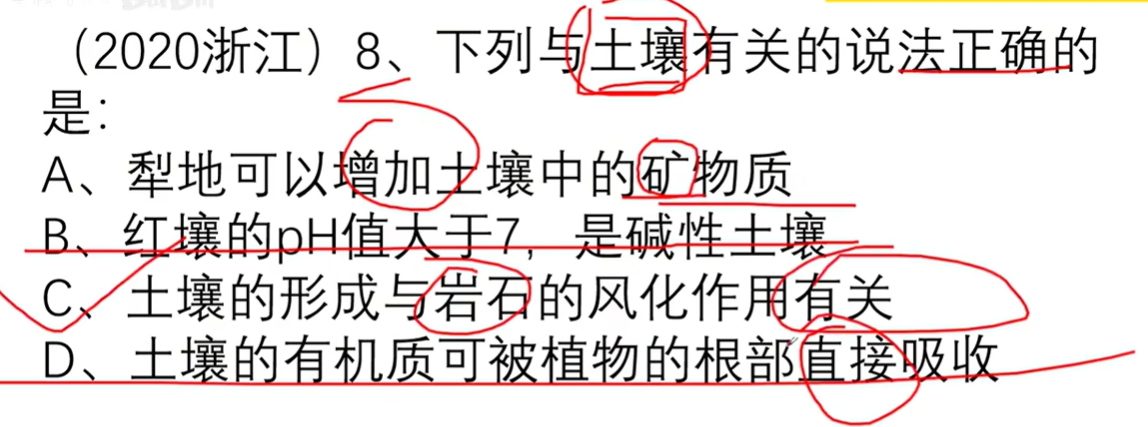 （2020浙江）8、下列与土壤有关的说法正确的
是：
A、犁地可以增加土壤中的矿物质
B、红壤的pH值大于7，是碱性土壤
C、土壤的形成与岩石的风化作用有关
D、土壤的有机质可被植物的根部直接吸收